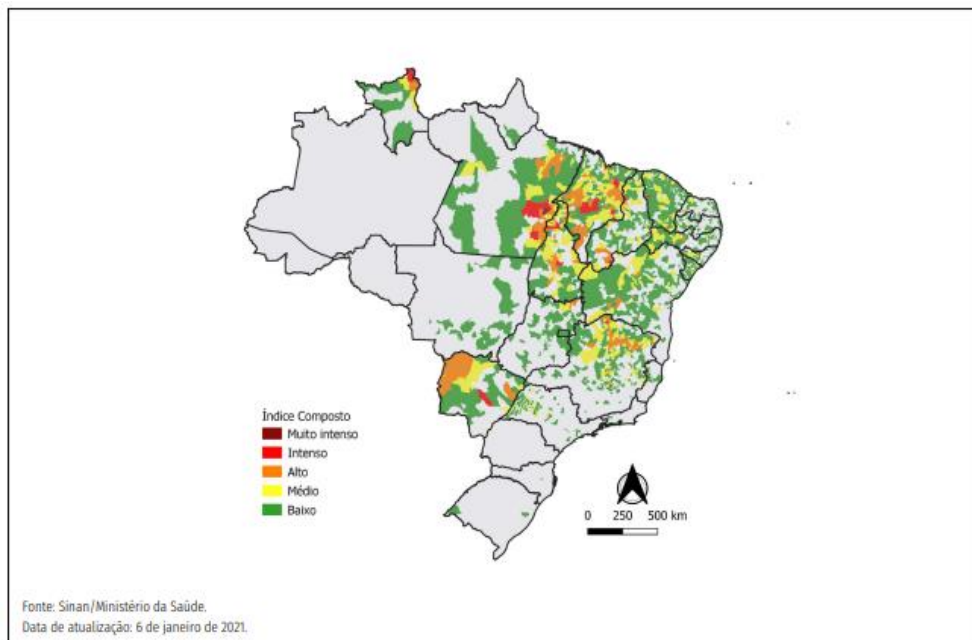 Índice Composto
Muito intenso
Intenso
Alto
Médio
Baixo
0 250 500 km
Fonte: Sinan/Ministério da Saúde.
Data de atualização: 6 de janeiro de 2021.